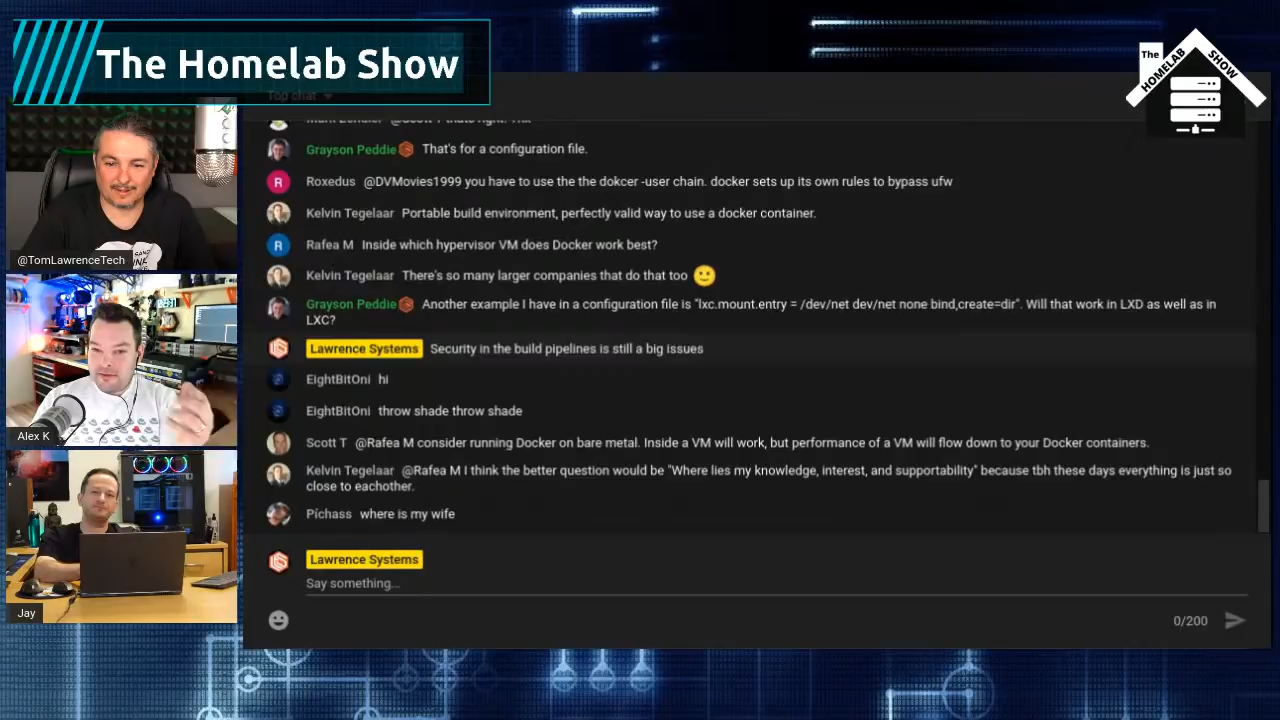 The Homelab Show
The
HOMELAB
SHOW
Top chat
@TomLawrenceTech
Alex K
Jay
Grayson Peddie That's for a configuration file.
Roxedus @DVMovies1999 you have to use the the dokcer -user chain. docker sets up its own rules to bypass ufw
Kelvin Tegelaar Portable build environment, perfectly valid way to use a docker container.
Rafea M Inside which hypervisor VM does Docker work best?
Kelvin Tegelaar There's so many larger companies that do that too
Grayson Peddie Another example I have in a configuration file is "lxc.mount.entry = /dev/net dev/net none bind,create=dir". Will that work in LXD as well as in
LXC?
Lawrence Systems Security in the build pipelines is still a big issues
EightBitOni hi
EightBitOni throw shade throw shade
Scott T @Rafea M consider running Docker on bare metal. Inside a VM will work, but performance of a VM will flow down to your Docker containers.
Kelvin Tegelaar @Rafea M I think the better question would be "Where lies my knowledge, interest, and supportability" because tbh these days everything is just so
close to eachother.
Píchass where is my wife
Lawrence Systems
Say something...
0/200